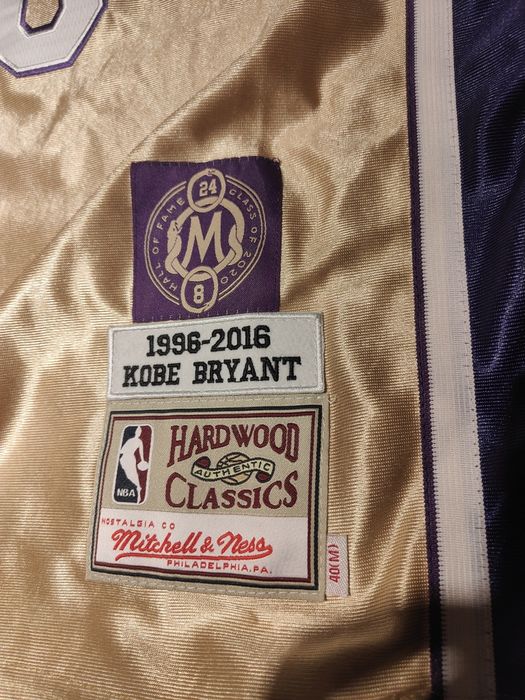 8
24
HALL OF FAME CLASS OF 2020
M
8
1996-2016
KOBE BRYANT
NBA
HARDWOOD
AUTHENTIC
CLASSICS
NOSTALGIA CO
Mitchell & Ness
PHILADELPHIA, PA.
40(M)